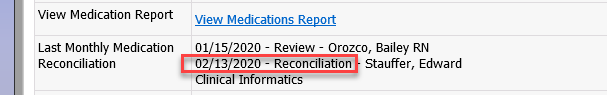 View Medication Report
View Medications Report
Last Monthly Medication
Reconciliation
01/15/2020 - Review - Orozco, Bailey RN
02/13/2020 - Reconciliation - Stauffer, Edward
Clinical Informatics